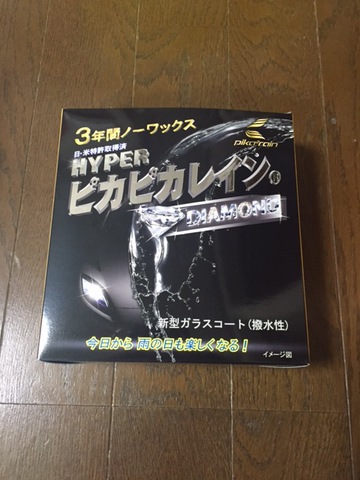 3年間ノーワックス
pika rain
日・米特許取得済
HYPER
ピカピカレイン
DIAMOND
新型ガラスコート(撥水性)
今日から 雨の日も楽しくなる!
イメージ図